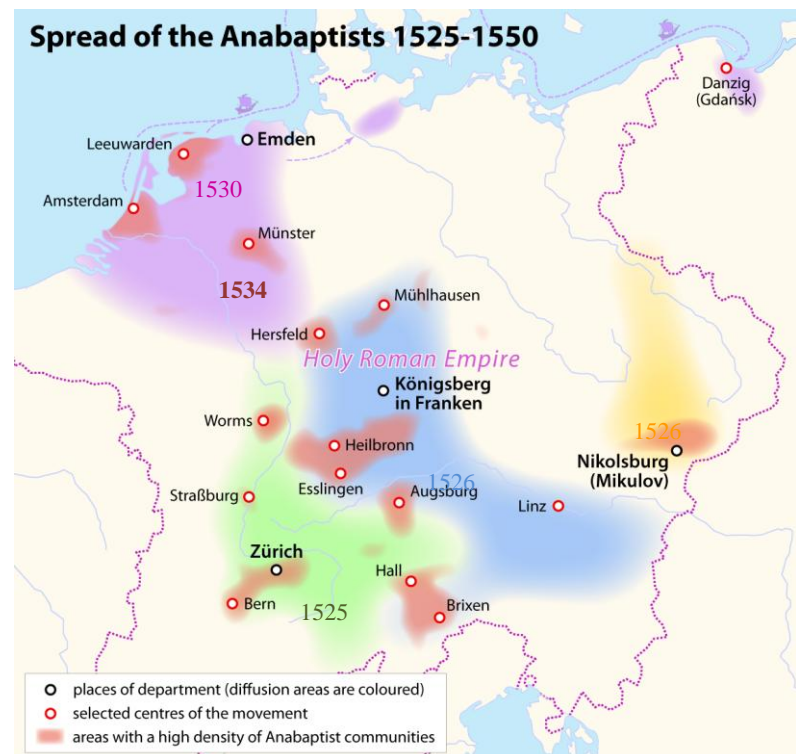 Spread of the Anabaptists 1525-1550
Danzig
(Gdańsk)
Leeuwarden
Emden
1530
Amsterdam
Münster
1534
Mühlhausen
Hersfeld
Holy Roman Empire
Königsberg
in Franken
Worms
Heilbronn
1526
Nikolsburg
(Mikulov)
Esslingen
1526
Straßburg
Augsburg
Linz
Zürich
Hall
Bern
1525
Brixen
places of department (diffusion areas are coloured)
selected centres of the movement
areas with a high density of Anabaptist communities